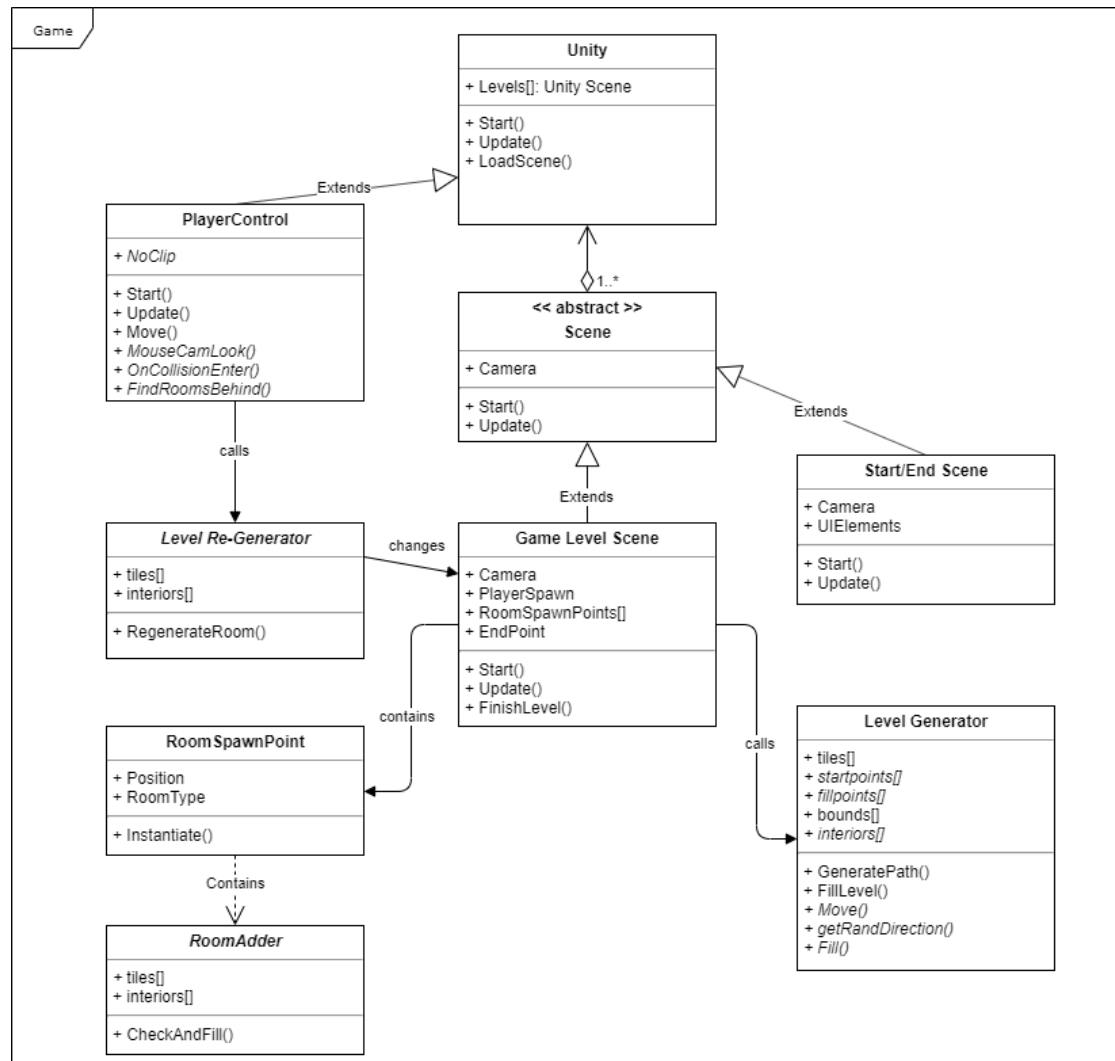 Game
Unity
+ Levels[]: Unity Scene
+ Start()
+ Update()
+ LoadScene()
Extends
PlayerControl
+ NoClip
+ Start()
+ Update()
+ Move()
+ MouseCamLook()
+ OnCollisionEnter()
+ FindRoomsBehind()
1..*
<< abstract >>
Scene
+ Camera
+ Start()
+ Update()
Extends
calls
Start/End Scene
+ Camera
+ UIElements
+ Start()
+ Update()
Extends
Level Re-Generator
+ tiles[]
+ interiors[]
+ RegenerateRoom()
changes
Game Level Scene
+ Camera
+ PlayerSpawn
+ RoomSpawnPoints[]
+ EndPoint
+ Start()
+ Update()
+ FinishLevel()
contains
calls
RoomSpawnPoint
+ Position
+ RoomType
+ Instantiate()
Level Generator
+ tiles[]
+ startpoints[]
+ fillpoints[]
+ bounds[]
+ interiors[]
+ GeneratePath()
+ FillLevel()
+ Move()
+ getRandDirection()
+ Fill()
Contains
RoomAdder
+ tiles[]
+ interiors[]
+ CheckAndFill()